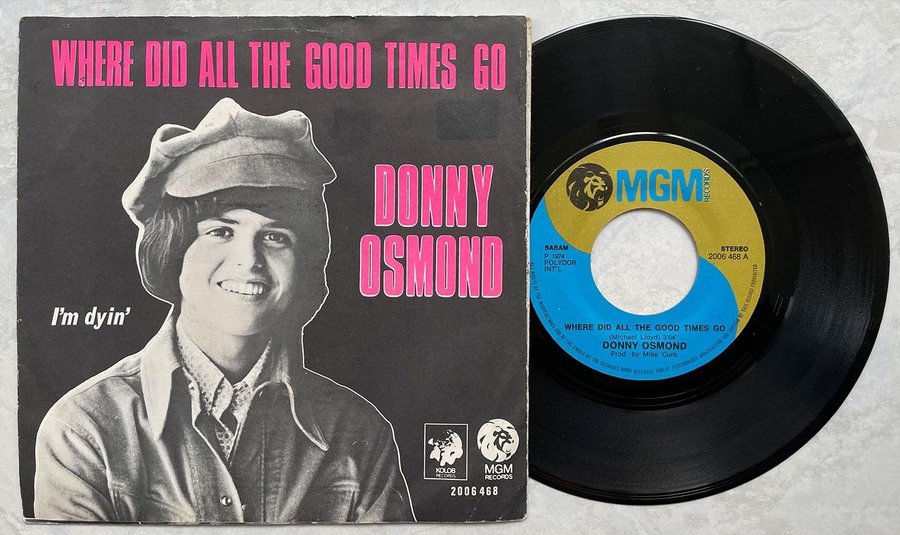 WHERE DID ALL THE GOOD TIMES GO
DONNY
OSMOND
I'm dyin'
KOLOB
RECORDS
MGM
RECORDS
2006 468
MGM
RECORDS
SABAM
P 1974
POLYDOR
INT'L
STEREO
2006 468 A
WHERE DID ALL THE GOOD TIMES GO
(Michael Lloyd) 3'04"
DONNY OSMOND
Prod. by Mike Curb